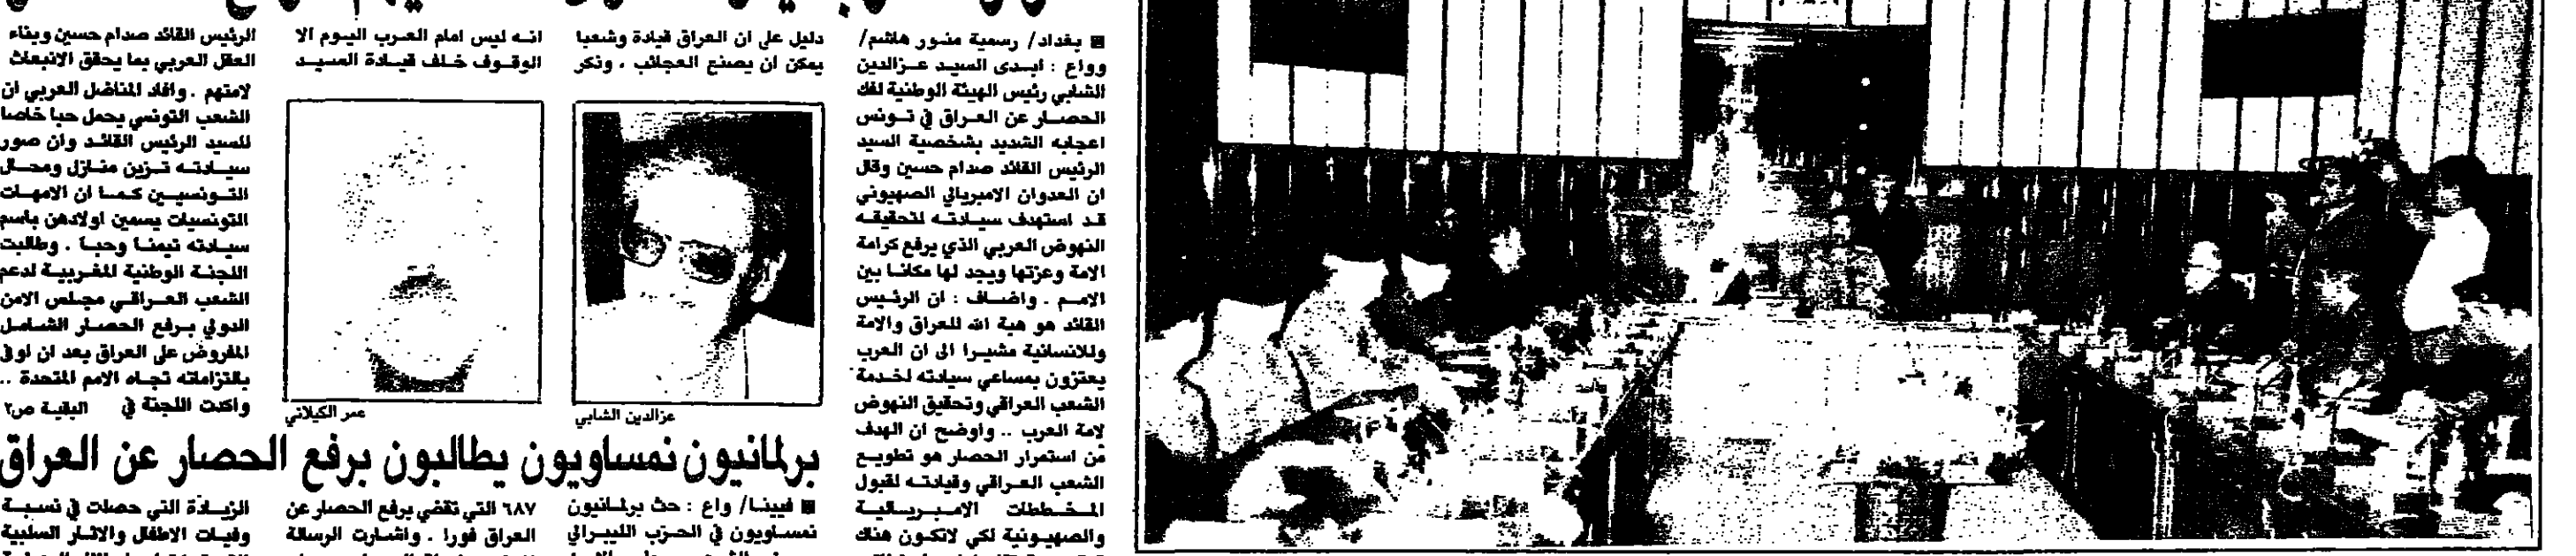 بغداد/ رسمية منور هاشم/
وواع : ابدى السيد عزالدين
الشابي رئيس الهيئة الوطنية لفك
الحصار عن العراق في تونس
اعجابه الشديد بشخصية السيد
الرئيس القائد صدام حسين وقال
ان العدوان الامبريالي الصهيوني
قد استهدف سيادته لتحقيقه
النهوض العربي الذي يرفع كرامة
الامة وعزتها ويجد لها مكانا بين
الامم . واضاف : ان الرئيس
القائد هو هبة الله للعراق والامة
وللانسانية مشيرا الى ان العرب
يعتزون بمساعي سيادته لخدمة
الشعب العراقي وتحقيق النهوض
لامة العرب .. واوضح ان الهدف
من استمرار الحصار هو تطويع
الشعب العراقي وقيادته لقبول
المخططات الامبريالية
والصهيونية لكي لاتكون هناك
دليل على ان العراق قيادة وشعبا
يمكن ان يصنع العجائب . وذكر
عزالدين الشابي
انه ليس امام العرب اليوم الا
الوقوف خلف قيادة السيد
عمر الكيلاني
الرئيس القائد صدام حسين وبناء
العقل العربي بما يحقق الانبعاث
لامتهم . وافاد المناضل العربي ان
الشعب التونسي يحمل حبا خاصا
للسيد الرئيس القائد وان صور
سيادته تزين منازل ومحال
التونسيين كما ان الامهات
التونسيات يسمين اولادهن باسم
سيادته تيمنا وحبا . وطالبت
اللجنة الوطنية المغربية لدعم
الشعب العراقي مجلس الامن
الدولي برفع الحصار الشامل
المفروض على العراق بعد ان اوفى
بالتزاماته تجاه الامم المتحدة ..
واكدت اللجنة في البقية ص٢
برلمانيون نمساويون يطالبون برفع الحصار عن العراق
فيينا/ واع : حث برلمانيون
نمساويون في الحزب الليبرالي
٦٨٧ التي تقضي برفع الحصار عن
العراق فورا . واشارت الرسالة
الزيادة التي حصلت في نسبة
وفيات الاطفال والاثار السلبية